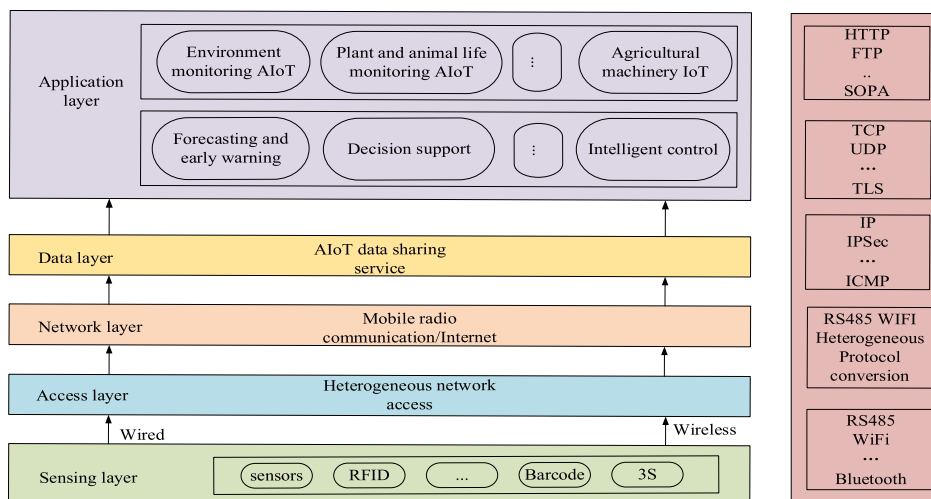 Application
layer
Environment
monitoring AIoT
Plant and animal life
monitoring AIoT
...
Agricultural
machinery IoT
Forecasting and
early warning
Decision support
...
Intelligent control
Data layer
AIoT data sharing
service
Network layer
Mobile radio
communication/Internet
Access layer
Heterogeneous network
access
Wired
Wireless
Sensing layer
sensors
RFID
...
Barcode
3S
HTTP
FTP
..
SOPA
TCP
UDP
...
TLS
IP
IPSec
...
ICMP
RS485 WIFI
Heterogeneous
Protocol
conversion
RS485
WiFi
...
Bluetooth